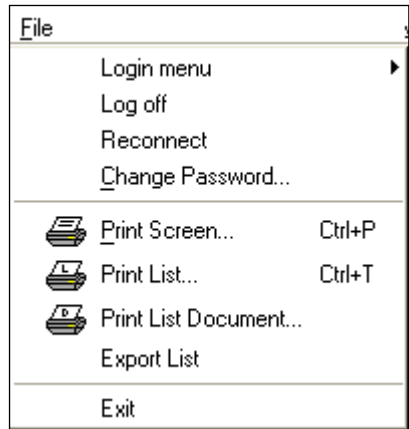 File
Login menu
Log off
Reconnect
Change Password...
Print Screen... Ctrl+P
Print List... Ctrl+T
Print List Document...
Export List
Exit